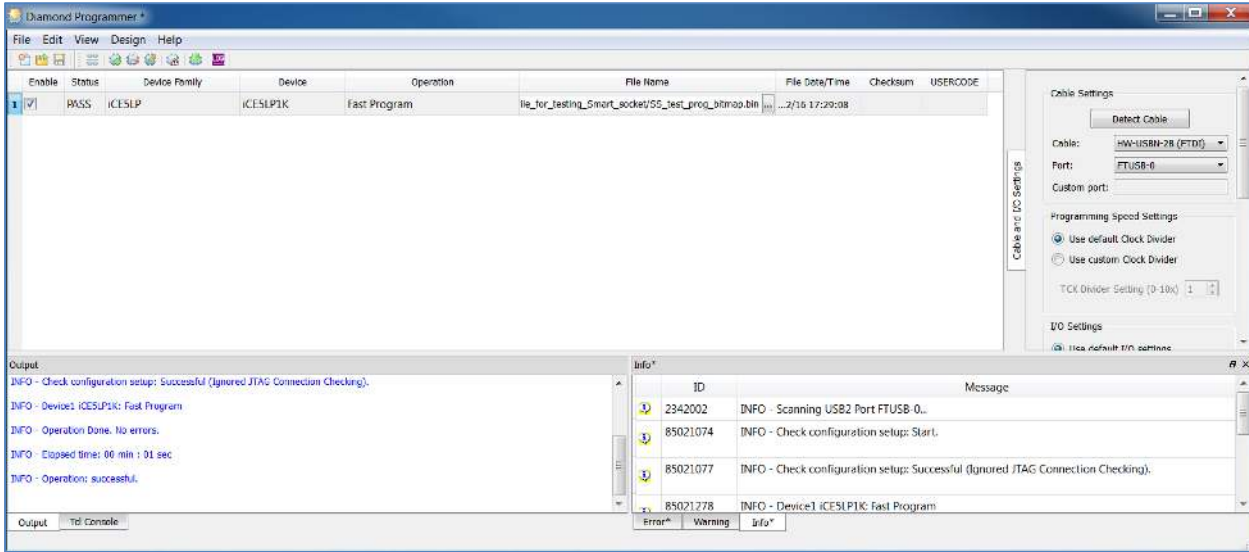 Diamond Programmer *
File Edit View Design Help
Enable Status Device Family Device Operation File Name File Date/Time Checksum USERCODE
1 PASS iCE5LP iCE5LP1K Fast Program lie_for_testing_Smart_socket/SS_test_prog_bitmap.bin ... ...2/16 17:29:08
Cable and I/O Settings
Cable Settings
Detect Cable
Cable: HW-USBN-2B (FTDI)
Port: FTUSB-0
Custom port:
Programming Speed Settings
Use default Clock Divider
Use custom Clock Divider
TCK Divider Setting (0-10x) 1
I/O Settings
Use default I/O settings
Output
INFO - Check configuration setup: Successful (Ignored JTAG Connection Checking).
INFO - Device1 iCE5LP1K: Fast Program
INFO - Operation Done. No errors.
INFO - Elapsed time: 00 min : 01 sec
INFO - Operation: successful.
Output Tcl Console
Info*
ID Message
2342002 INFO - Scanning USB2 Port FTUSB-0...
85021074 INFO - Check configuration setup: Start.
85021077 INFO - Check configuration setup: Successful (Ignored JTAG Connection Checking).
85021278 INFO - Device1 iCE5LP1K: Fast Program
Error* Warning Info*